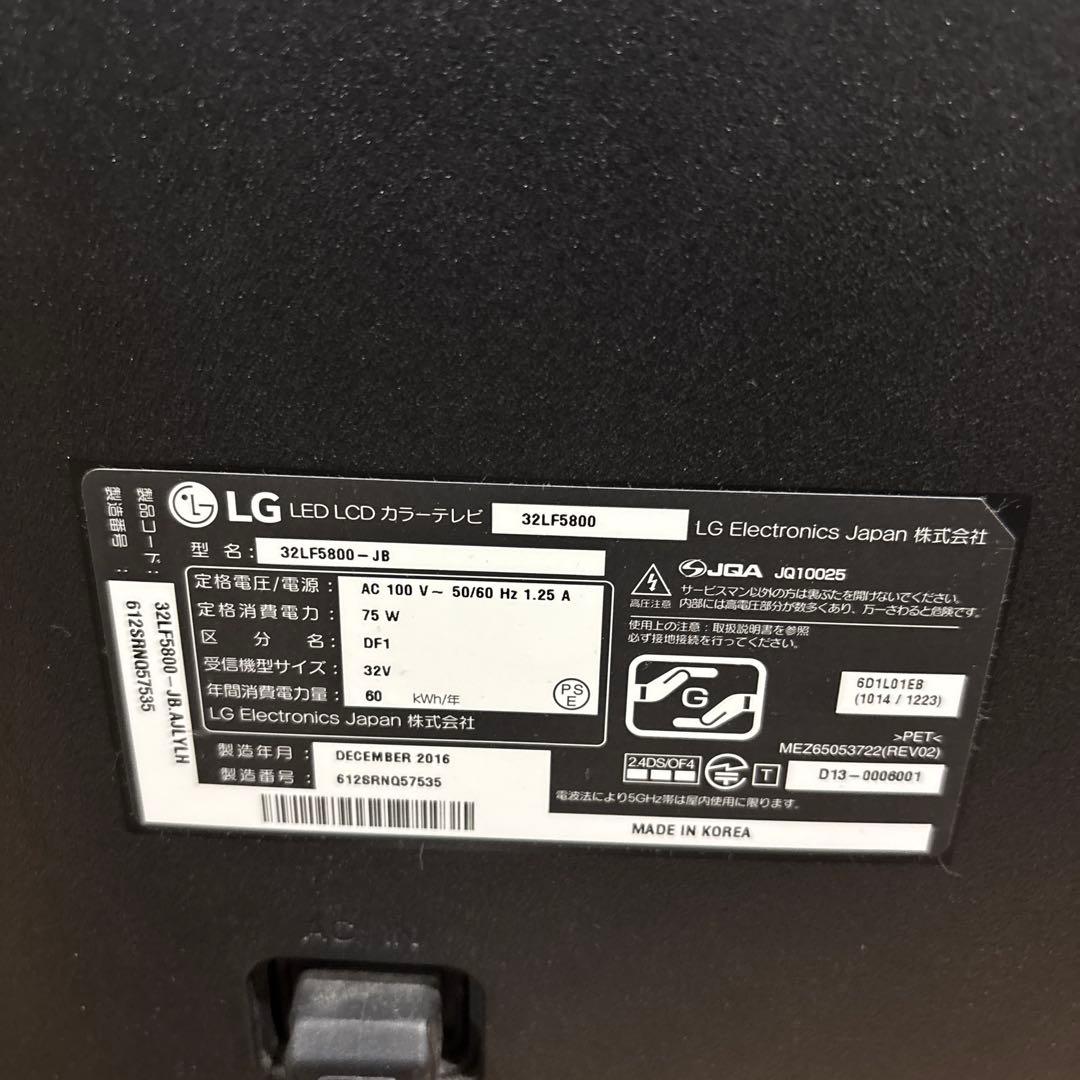 LG LED LCD カラーテレビ 32LF5800 LG Electronics Japan 株式会社
型 名 : 32LF5800-JB
定格電圧/電源 : AC 100 V~ 50/60 Hz 1.25 A
定格消費電力 : 75 W
区 分 名 : DF1
受信機型サイズ : 32V
年間消費電力量 : 60 kWh/年
PS
E
LG Electronics Japan 株式会社
製造年月 : DECEMBER 2016
製造番号 : 612SRNQ57535
JQA JQ10025
高圧注意
サービスマン以外の方は裏ぶたを開けないでください。
内部には高電圧部分が数多くあり、万一さわると危険です。
使用上の注意 : 取扱説明書を参照
必ず接地接続を行ってください。
G
6D1L01EB
(1014 / 1223)
>PET<
MEZ65053722(REV02)
2.4DS/OF4
T
D13-0006001
電波法により5GHz帯は屋内使用に限ります。
MADE IN KOREA
製品コード : 32LF5800-JB.AJLYLJH
製造番号 : 612SRNQ57535
AC IN